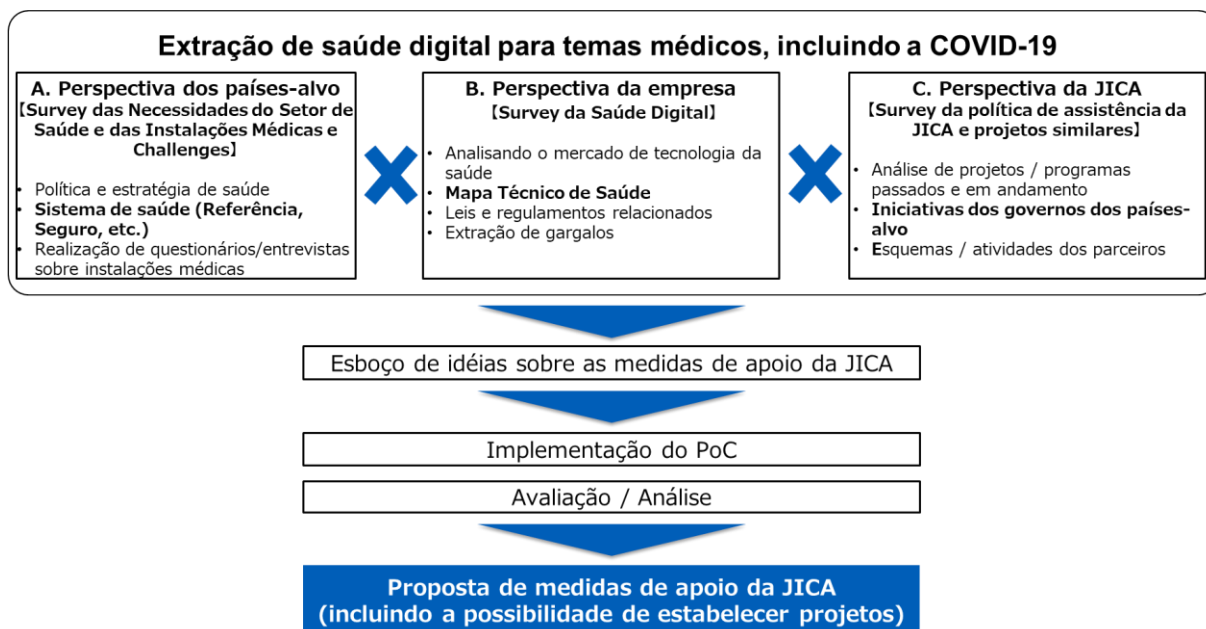 Extração de saúde digital para temas médicos, incluindo a COVID-19
A. Perspectiva dos países-alvo
【Survey das Necessidades do Setor de
Saúde e das Instalações Médicas e
Challenges】
• Política e estratégia de saúde
• Sistema de saúde (Referência,
Seguro, etc.)
• Realização de questionários/entrevistas
sobre instalações médicas
B. Perspectiva da empresa
【Survey da Saúde Digital】
• Analisando o mercado de tecnologia da
saúde
• Mapa Técnico de Saúde
• Leis e regulamentos relacionados
• Extração de gargalos
C. Perspectiva da JICA
【Survey da política de assistência da
JICA e projetos similares】
• Análise de projetos / programas
passados e em andamento
• Iniciativas dos governos dos países-
alvo
• Esquemas / atividades dos parceiros
Esboço de idéias sobre as medidas de apoio da JICA
Implementação do PoC
Avaliação / Análise
Proposta de medidas de apoio da JICA
(incluindo a possibilidade de estabelecer projetos)